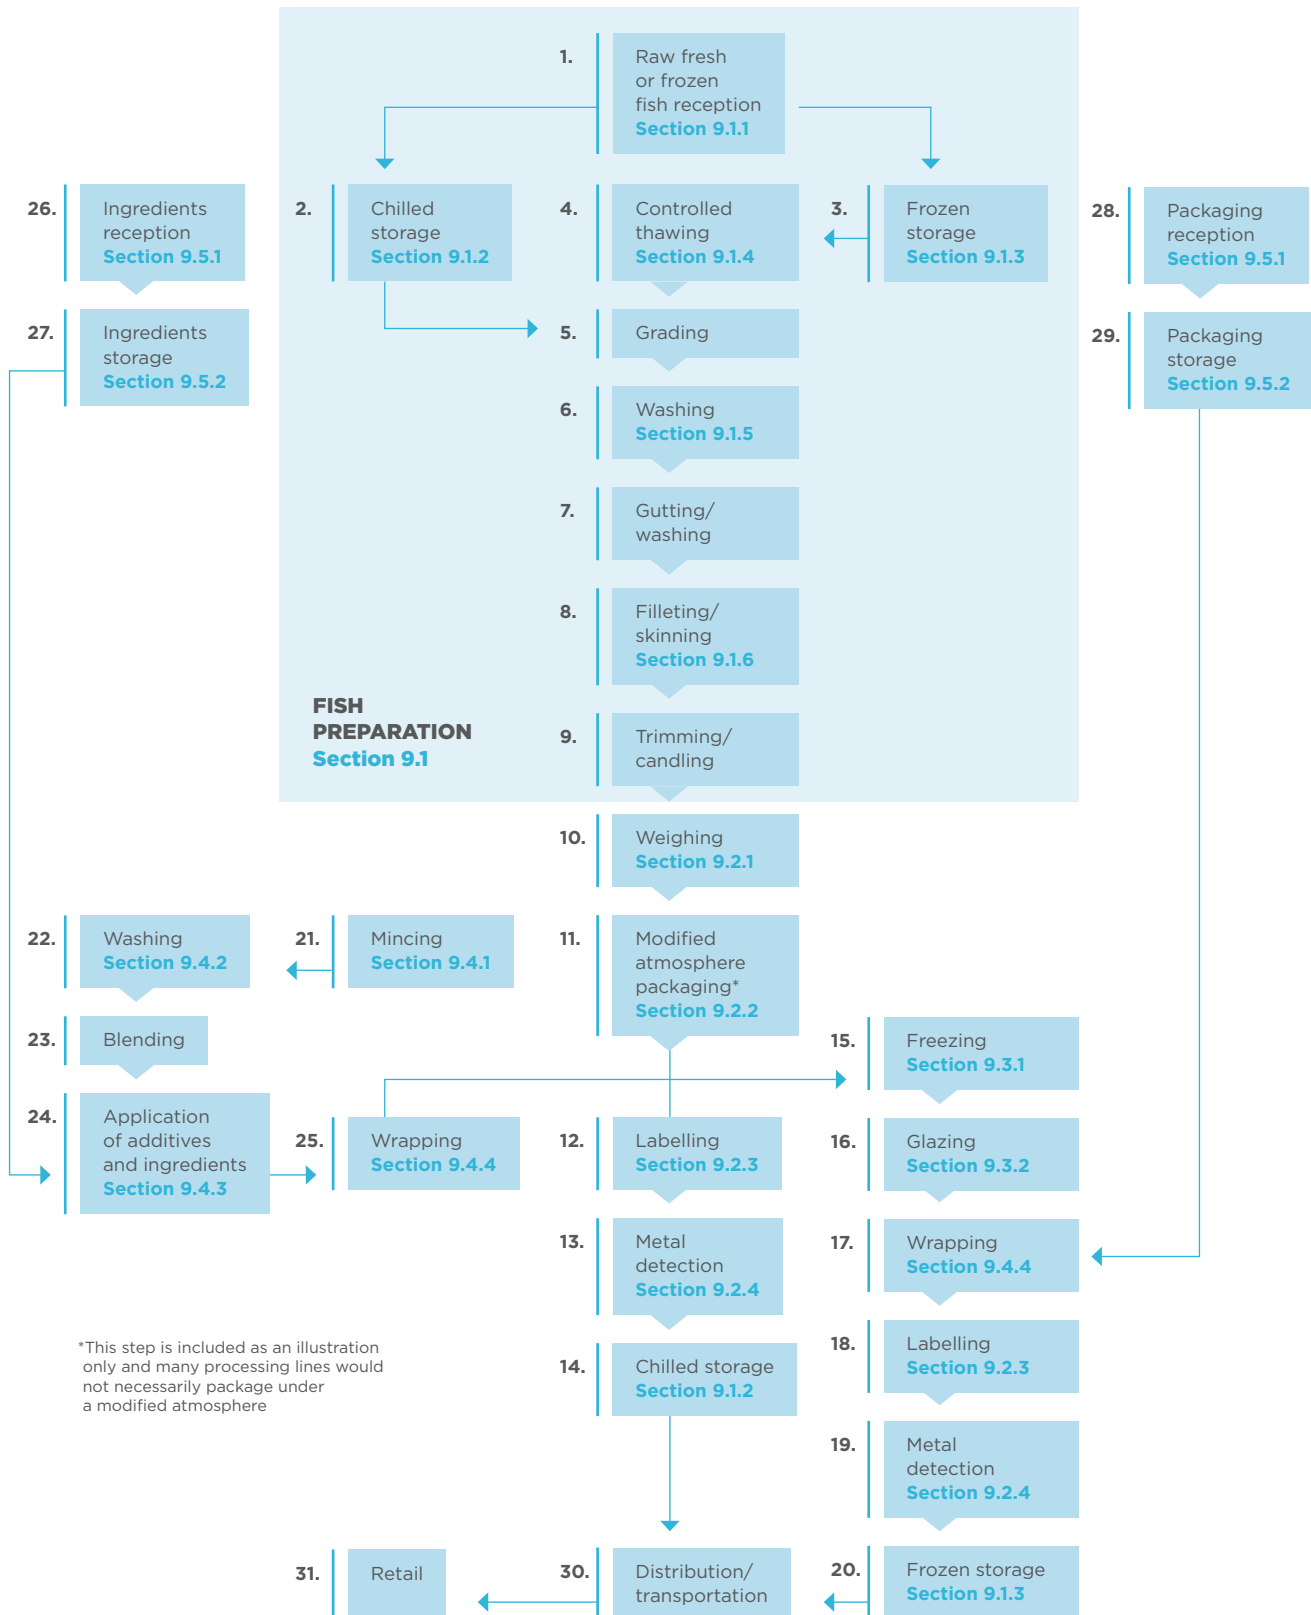 1.
Raw fresh
or frozen
fish reception
Section 9.1.1
26.
Ingredients
reception
Section 9.5.1
2.
Chilled
storage
Section 9.1.2
4.
Controlled
thawing
Section 9.1.4
3.
Frozen
storage
Section 9.1.3
28.
Packaging
reception
Section 9.5.1
27.
Ingredients
storage
Section 9.5.2
5.
Grading
29.
Packaging
storage
Section 9.5.2
6.
Washing
Section 9.1.5
7.
Gutting/
washing
8.
Filleting/
skinning
Section 9.1.6
FISH
PREPARATION
Section 9.1
9.
Trimming/
candling
10.
Weighing
Section 9.2.1
22.
Washing
Section 9.4.2
21.
Mincing
Section 9.4.1
11.
Modified
atmosphere
packaging*
Section 9.2.2
23.
Blending
15.
Freezing
Section 9.3.1
24.
Application
of additives
and ingredients
Section 9.4.3
25.
Wrapping
Section 9.4.4
12.
Labelling
Section 9.2.3
16.
Glazing
Section 9.3.2
13.
Metal
detection
Section 9.2.4
17.
Wrapping
Section 9.4.4
*This step is included as an illustration
only and many processing lines would
not necessarily package under
a modified atmosphere
14.
Chilled storage
Section 9.1.2
18.
Labelling
Section 9.2.3
19.
Metal
detection
Section 9.2.4
31.
Retail
30.
Distribution/
transportation
20.
Frozen storage
Section 9.1.3